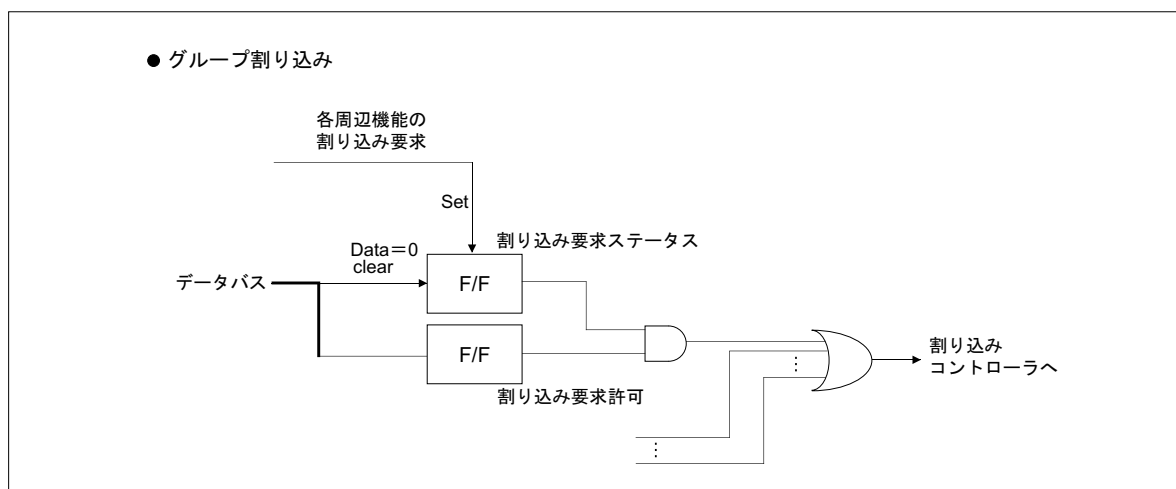 ● グループ割り込み
各周辺機能の
割り込み要求
Set
割り込み要求ステータス
Data=0
clear
データバス
F/F
F/F
割り込み要求許可
割り込み
コントローラへ